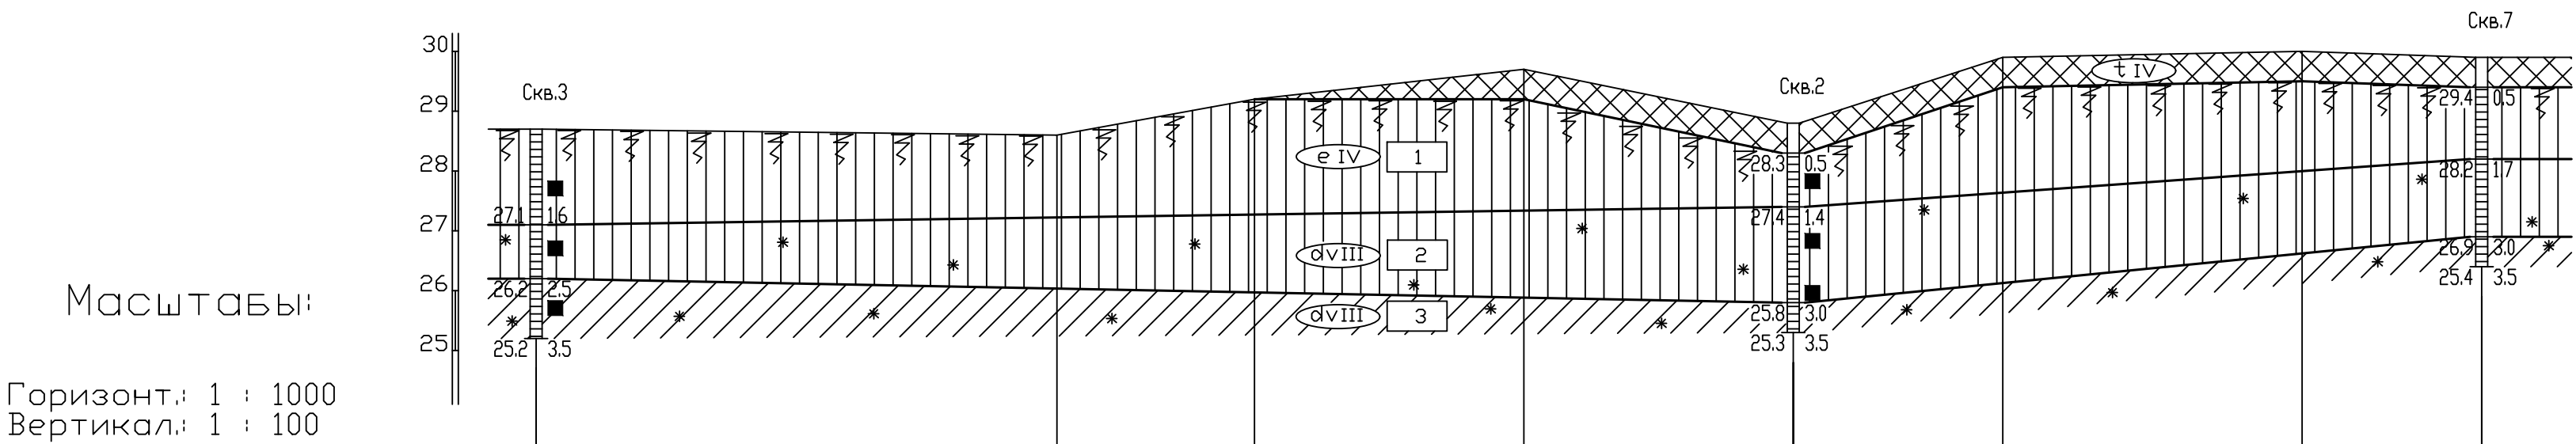 Скв.7
30
Скв.3
Скв.2
29
t IV
29.4 0.5
28
e IV 1
28.3 0.5
28.2 1.7
27
27.1 1.6
27.4 1.4
dvIII 2
26.9 3.0
26
26.2 2.5
25.4 3.5
Масштабы:
dvIII 3
25.8 3.0
25
25.2 3.5
25.3 3.5
Горизонт.: 1 : 1000
Вертикал.: 1 : 100